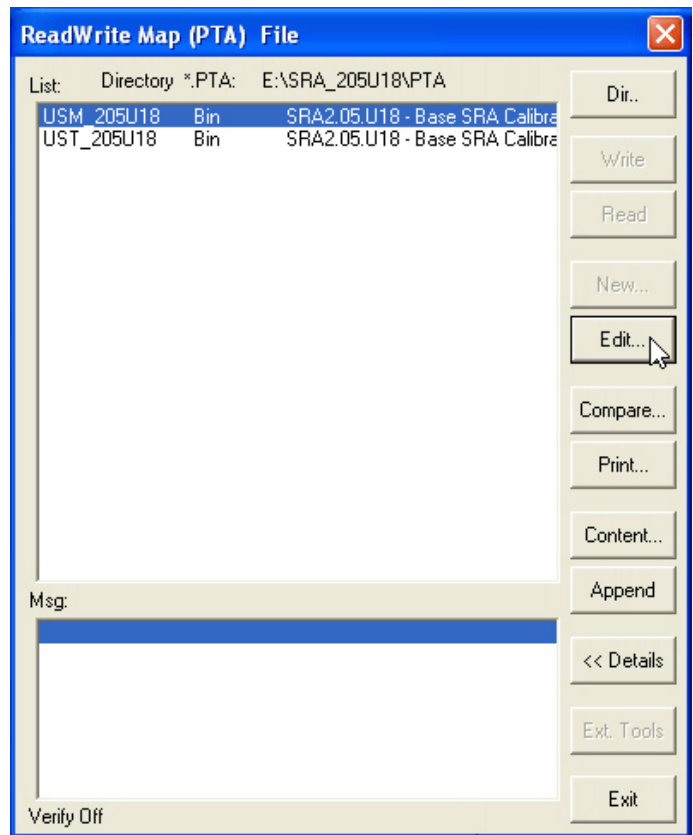 ReadWrite Map (PTA) File
List: Directory *.PTA: E:\SRA_205U18\PTA
USM_205U18 Bin SRA2.05.U18 - Base SRA Calibra
UST_205U18 Bin SRA2.05.U18 - Base SRA Calibra
Dir..
Write
Read
New...
Edit...
Compare...
Print...
Content...
Append
<< Details
Ext. Tools
Exit
Msg:
Verify Off